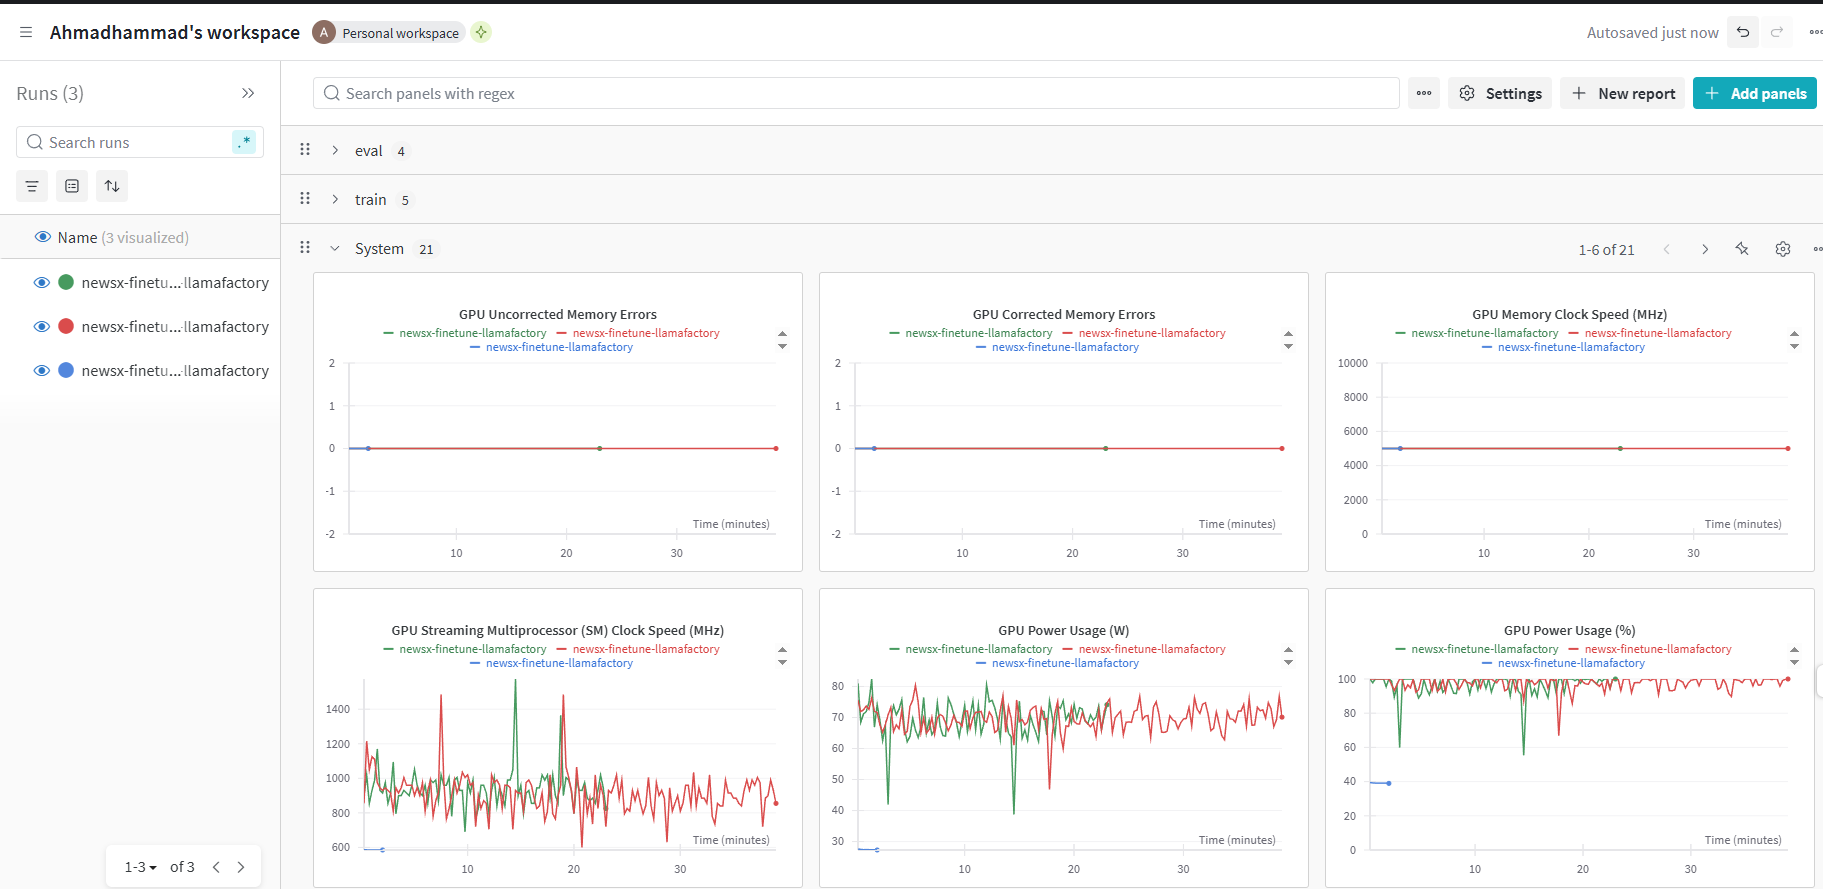 Ahmadhammad's workspace
A
Personal workspace
Autosaved just now
Runs (3)
Search runs
.*
Name (3 visualized)
newsx-finetu...-llamafactory
newsx-finetu...-llamafactory
newsx-finetu...-llamafactory
1-3 of 3
Search panels with regex
Settings
New report
Add panels
eval 4
train 5
System 21
1-6 of 21
GPU Uncorrected Memory Errors
newsx-finetune-llamafactory newsx-finetune-llamafactory
newsx-finetune-llamafactory
2
1
0
-1
-2
Time (minutes)
10 20 30
GPU Corrected Memory Errors
newsx-finetune-llamafactory newsx-finetune-llamafactory
newsx-finetune-llamafactory
2
1
0
-1
-2
Time (minutes)
10 20 30
GPU Memory Clock Speed (MHz)
newsx-finetune-llamafactory newsx-finetune-llamafactory
newsx-finetune-llamafactory
10000
8000
6000
4000
2000
0
Time (minutes)
10 20 30
GPU Streaming Multiprocessor (SM) Clock Speed (MHz)
newsx-finetune-llamafactory newsx-finetune-llamafactory
newsx-finetune-llamafactory
1400
1200
1000
800
600
Time (minutes)
10 20 30
GPU Power Usage (W)
newsx-finetune-llamafactory newsx-finetune-llamafactory
newsx-finetune-llamafactory
80
70
60
50
40
30
Time (minutes)
10 20 30
GPU Power Usage (%)
newsx-finetune-llamafactory newsx-finetune-llamafactory
newsx-finetune-llamafactory
100
80
60
40
20
0
Time (minutes)
10 20 30